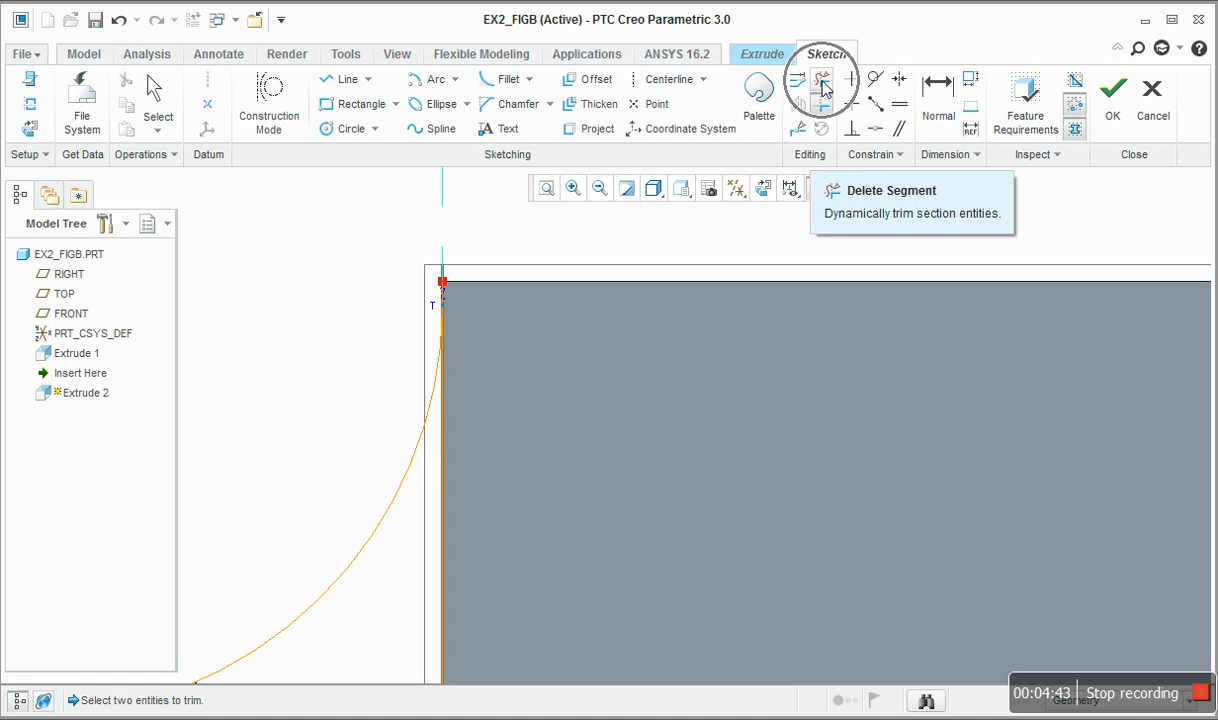 EX2_FIGB (Active) - PTC Creo Parametric 3.0
File Model Analysis Annotate Render Tools View Flexible Modeling Applications ANSYS 16.2 Extrude Sketch
Line Arc Fillet Offset Centerline
Rectangle Ellipse Chamfer Thicken Point
Circle Spline Text Project Coordinate System
File System
Select
Construction Mode
Palette
Normal
Feature Requirements
OK
Cancel
Setup Get Data Operations Datum Sketching Editing Constrain Dimension Inspect Close
REF
Delete Segment
Dynamically trim section entities.
Model Tree
EX2_FIGB.PRT
RIGHT
TOP
FRONT
PRT_CSYS_DEF
Extrude 1
Insert Here
Extrude 2
T
Select two entities to trim.
00:04:43 Stop recording
Geometry